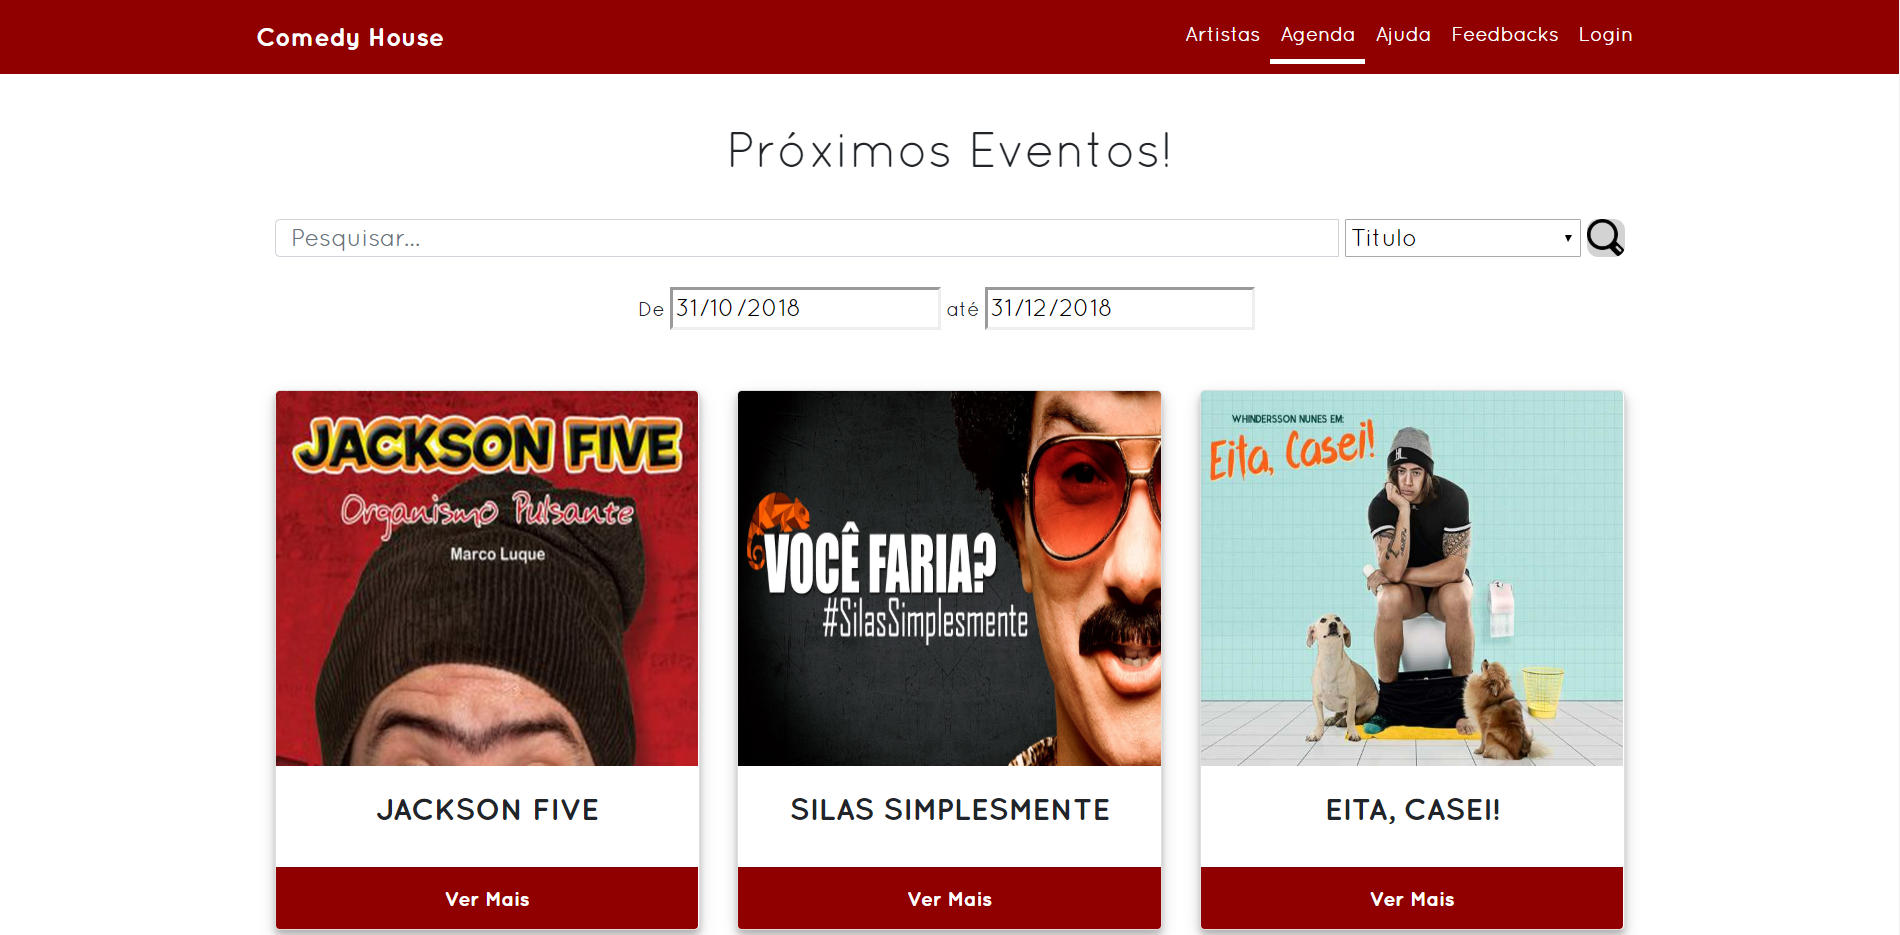 Comedy House
Artistas Agenda Ajuda Feedbacks Login
Próximos Eventos!
Pesquisar... Titulo
De 31/10/2018 até 31/12/2018
JACKSON FIVE
Organismo Pulsante
Marco Luque
VOCÊ FARIA?
#SilasSimplesmente
WHINDERSSON NUNES EM:
Eita, Casei!
JACKSON FIVE
SILAS SIMPLESMENTE
EITA, CASEI!
Ver Mais
Ver Mais
Ver Mais